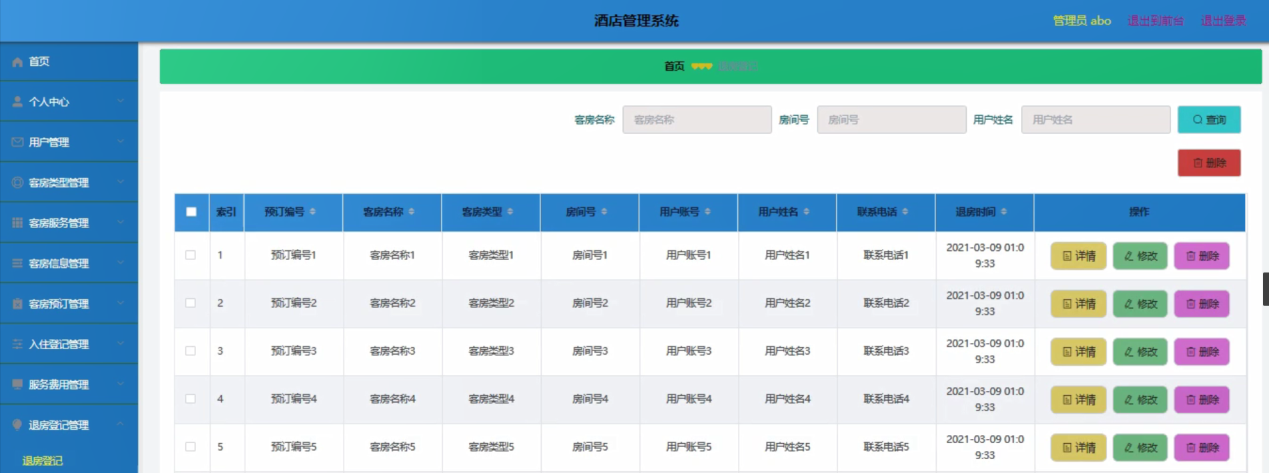 酒店管理系统
管理员 abo 退出到前台 退出登录
首页
个人中心
用户管理
客房类型管理
客房服务管理
客房信息管理
客房预订管理
入住登记管理
服务费用管理
退房登记管理
退房登记
首页 退房登记
客房名称 客房名称 房间号 房间号 用户姓名 用户姓名 查询
删除
索引 预订编号 客房名称 客房类型 房间号 用户账号 用户姓名 联系电话 退房时间 操作
1 预订编号1 客房名称1 客房类型1 房间号1 用户账号1 用户姓名1 联系电话1 2021-03-09 01:0
9:33 详情 修改 删除
2 预订编号2 客房名称2 客房类型2 房间号2 用户账号2 用户姓名2 联系电话2 2021-03-09 01:0
9:33 详情 修改 删除
3 预订编号3 客房名称3 客房类型3 房间号3 用户账号3 用户姓名3 联系电话3 2021-03-09 01:0
9:33 详情 修改 删除
4 预订编号4 客房名称4 客房类型4 房间号4 用户账号4 用户姓名4 联系电话4 2021-03-09 01:0
9:33 详情 修改 删除
5 预订编号5 客房名称5 客房类型5 房间号5 用户账号5 用户姓名5 联系电话5 2021-03-09 01:0
9:33 详情 修改 删除